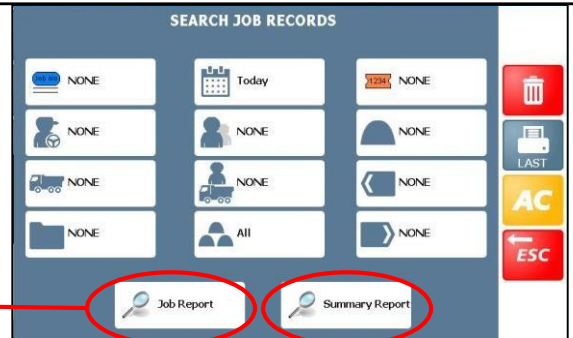 SEARCH JOB RECORDS
NONE
Today
1234 NONE
NONE
NONE
NONE
LAST
NONE
NONE
NONE
AC
NONE
All
NONE
ESC
Job Report
Summary Report